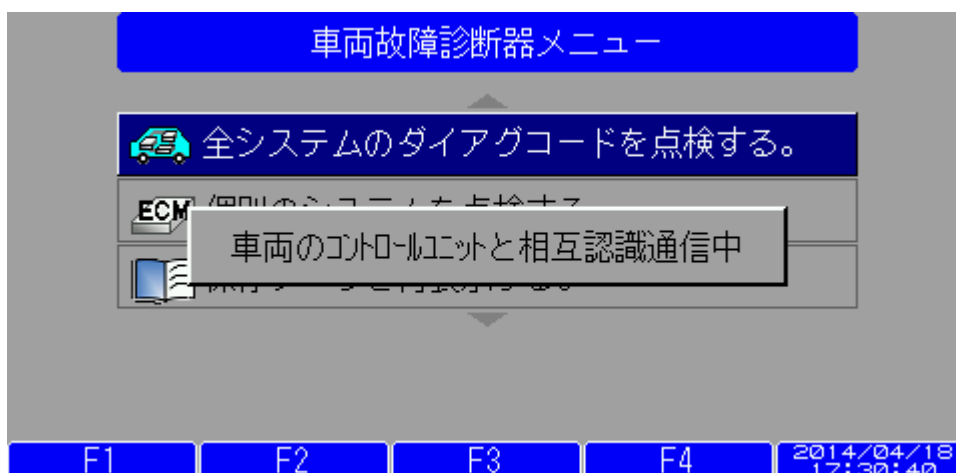 車両故障診断器メニュー
全システムのダイアグコードを点検する。
ECM
車両のｺﾝﾄﾛｰﾙﾕﾆｯﾄと相互認識通信中
F1 F2 F3 F4 2014/04/18
17:30:40